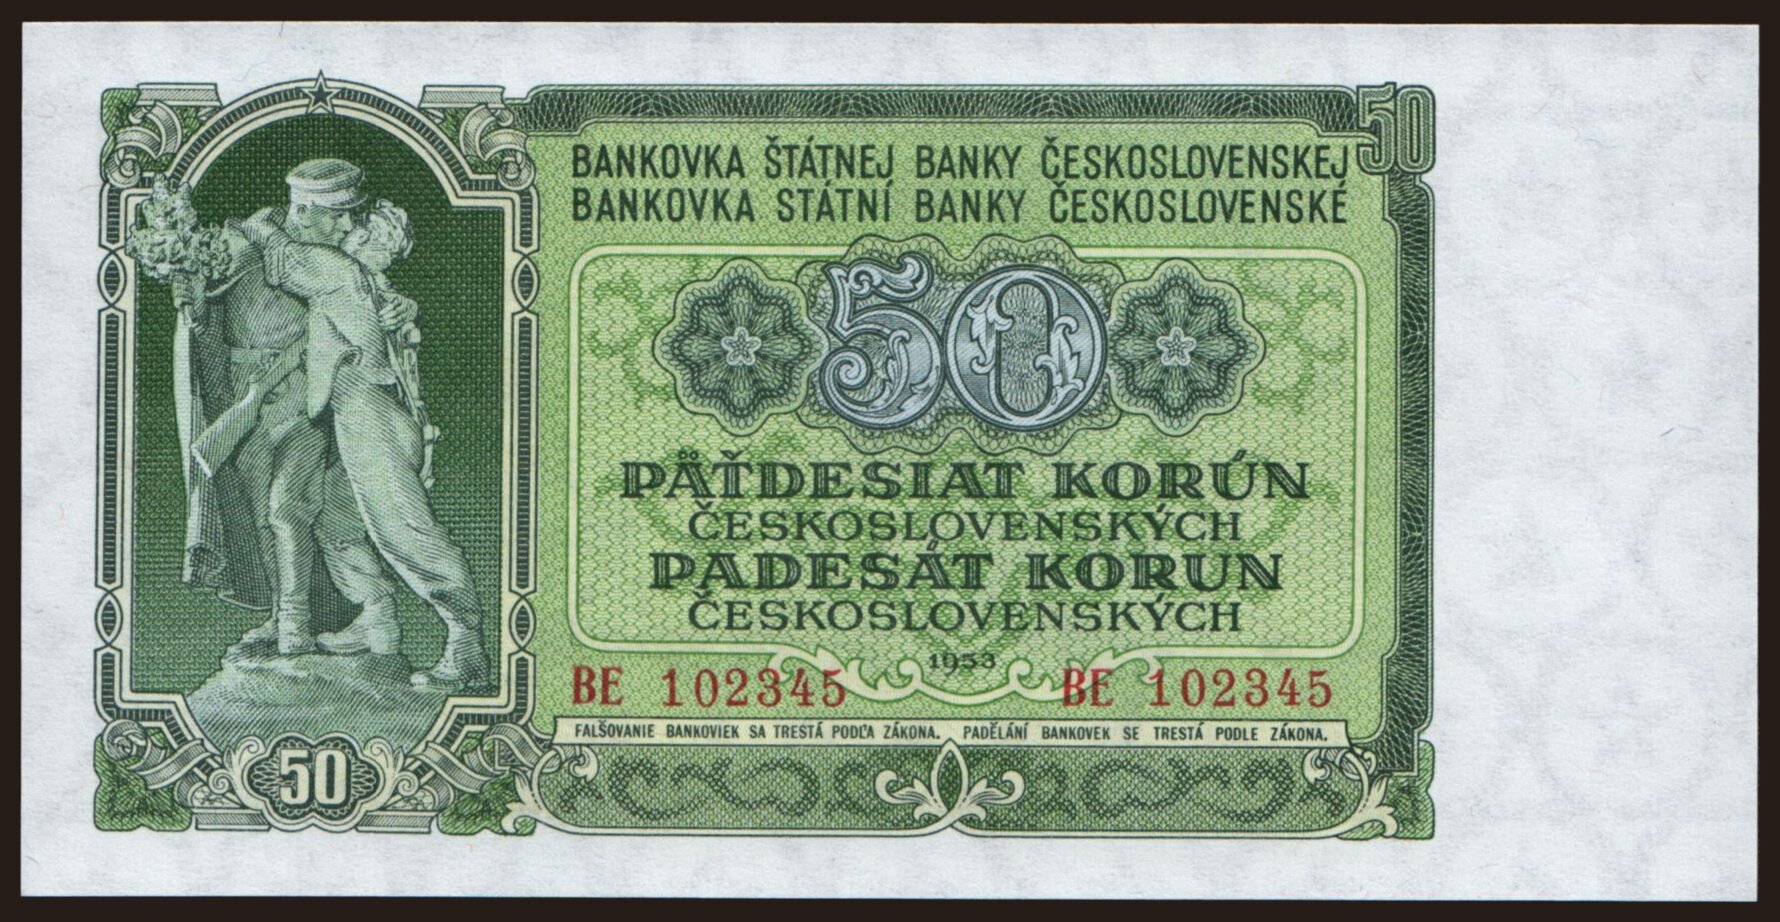 50
BANKOVKA ŠTÁTNEJ BANKY ČESKOSLOVENSKEJ
BANKOVKA STÁTNÍ BANKY ČESKOSLOVENSKÉ
50
PÄŤDESIAT KORÚN
ČESKOSLOVENSKÝCH
PADESÁT KORUN
ČESKOSLOVENSKÝCH
1953
BE 102345 BE 102345
FALŠOVANIE BANKOVIEK SA TRESTÁ PODĽA ZÁKONA. PADĚLÁNÍ BANKOVEK SE TRESTÁ PODLE ZÁKONA.
50